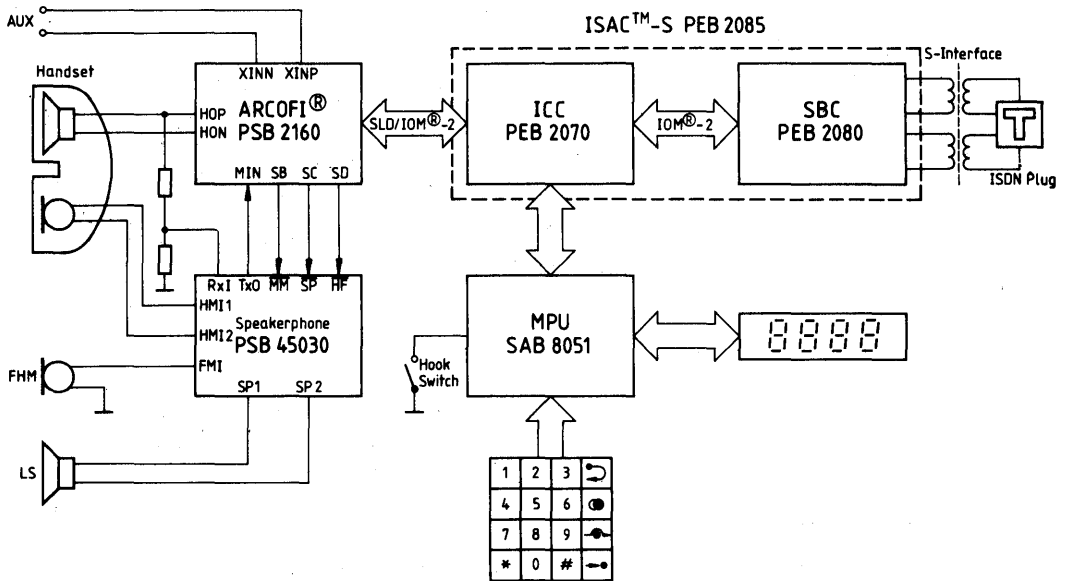 AUX
ISAC™-S PEB 2085
S-Interface
Handset
XINN XINP
HOP
HON
ARCOFI®
PSB 2160
MIN SB SC SD
SLD/IOM®-2
ICC
PEB 2070
IOM®-2
SBC
PEB 2080
T
ISDN Plug
RxI TxO MM SP HF
HMI1
HMI2
FMI
Speakerphone
PSB 45030
SP1 SP2
FHM
LS
MPU
SAB 8051
Hook
Switch
8888
1 2 3
4 5 6
7 8 9
* 0 #